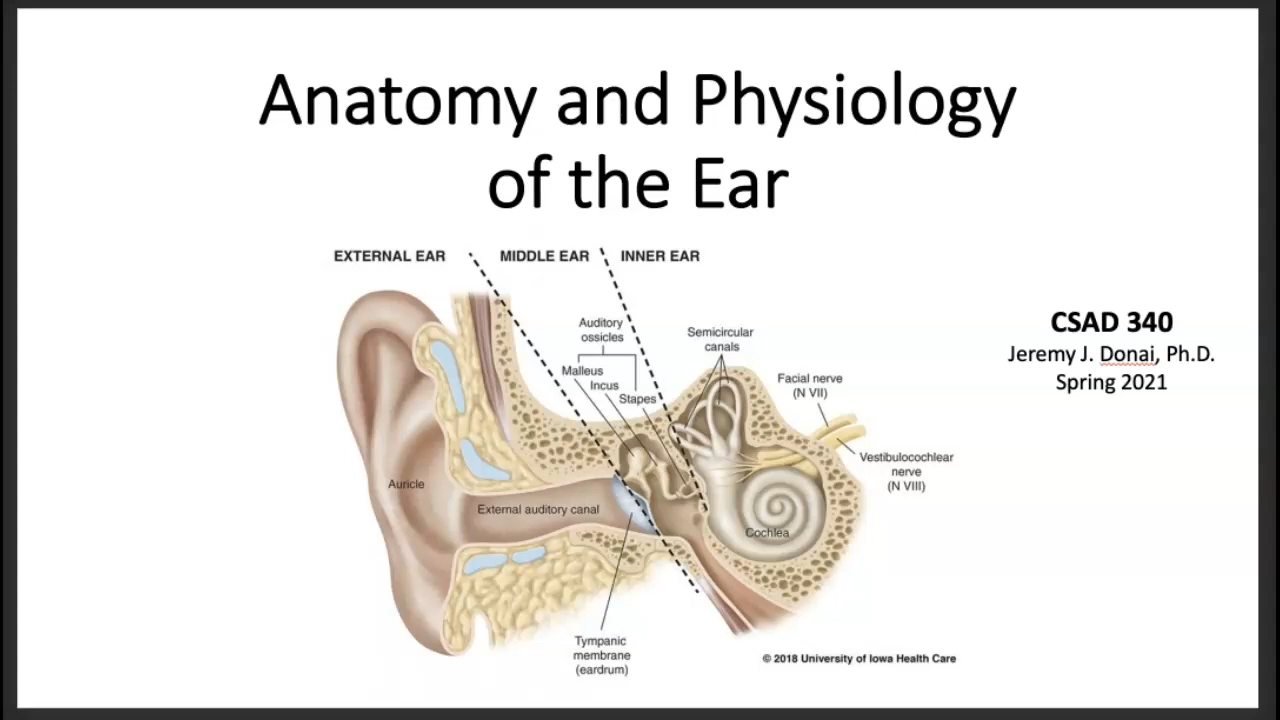 Anatomy and Physiology
of the Ear
EXTERNAL EAR
MIDDLE EAR
INNER EAR
Auditory
ossicles
Malleus
Incus
Stapes
Semicircular
canals
Facial nerve
(N VII)
Vestibulocochlear
nerve
(N VIII)
Auricle
External auditory canal
Cochlea
Tympanic
membrane
(eardrum)
© 2018 University of Iowa Health Care
CSAD 340
Jeremy J. Donai, Ph.D.
Spring 2021